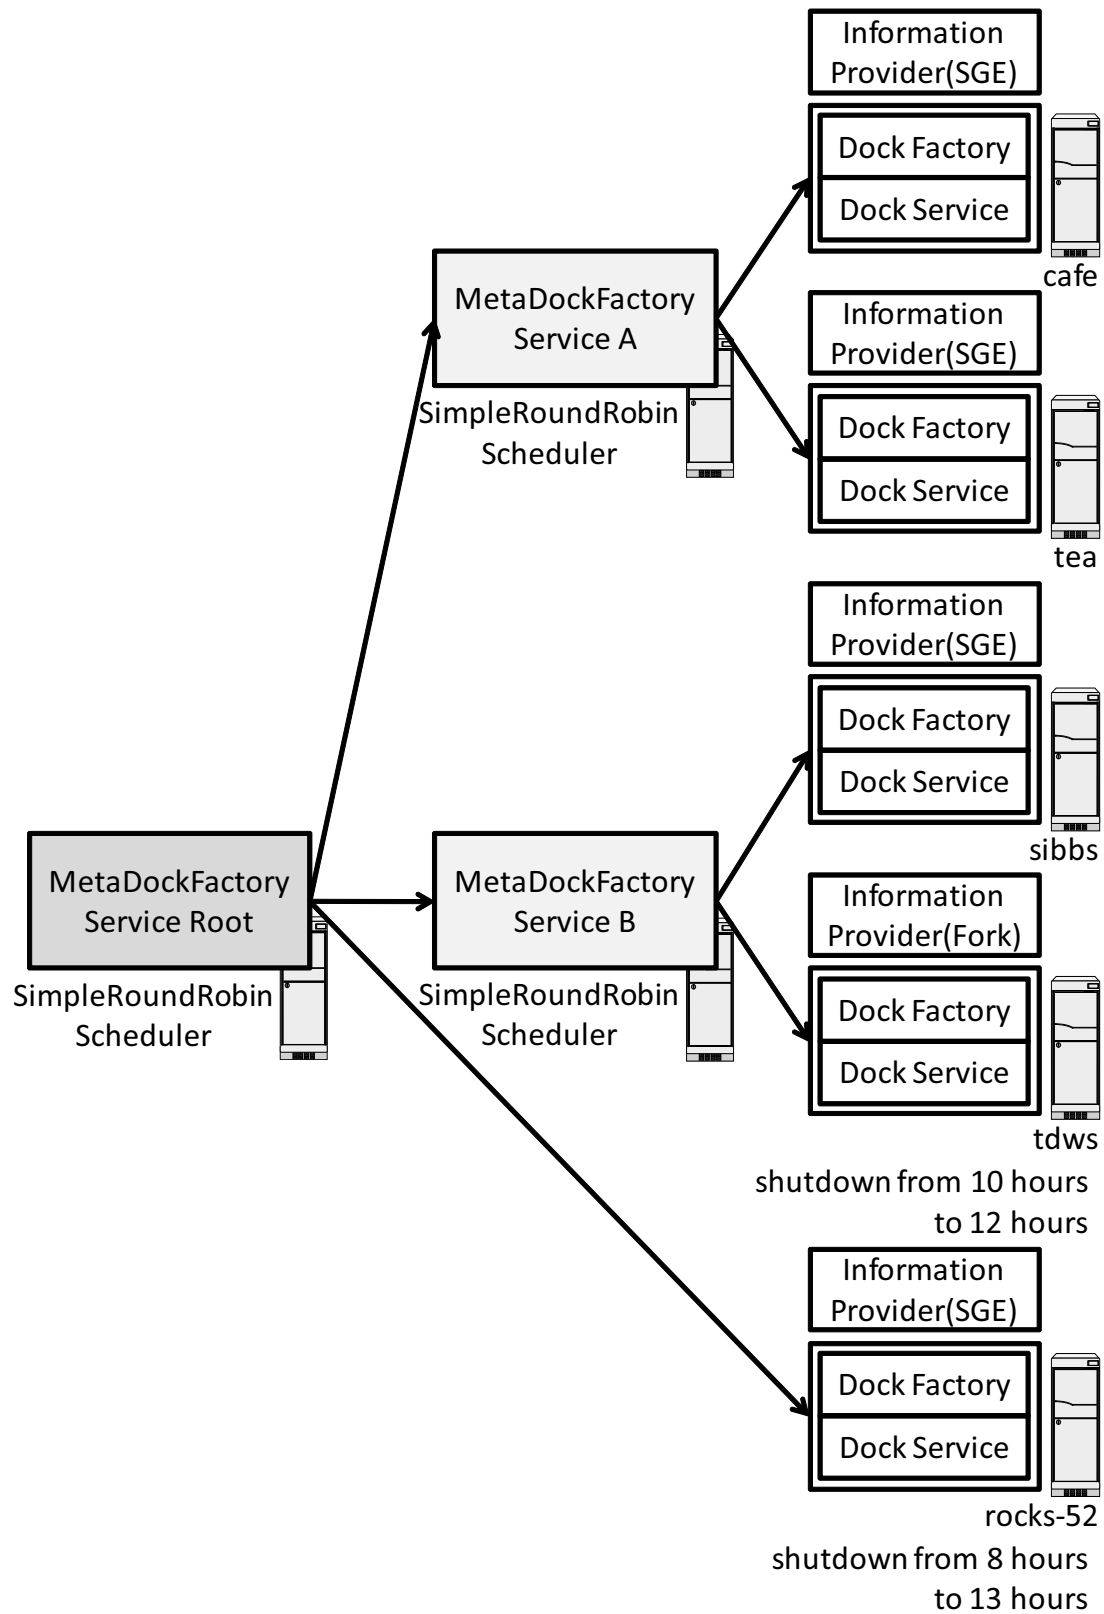 Information
Provider(SGE)
Dock Factory
Dock Service
cafe
MetaDockFactory
Service A
SimpleRoundRobin
Scheduler
Information
Provider(SGE)
Dock Factory
Dock Service
tea
Information
Provider(SGE)
Dock Factory
Dock Service
sibbs
MetaDockFactory
Service Root
SimpleRoundRobin
Scheduler
MetaDockFactory
Service B
SimpleRoundRobin
Scheduler
Information
Provider(Fork)
Dock Factory
Dock Service
tdws
shutdown from 10 hours
to 12 hours
Information
Provider(SGE)
Dock Factory
Dock Service
rocks-52
shutdown from 8 hours
to 13 hours